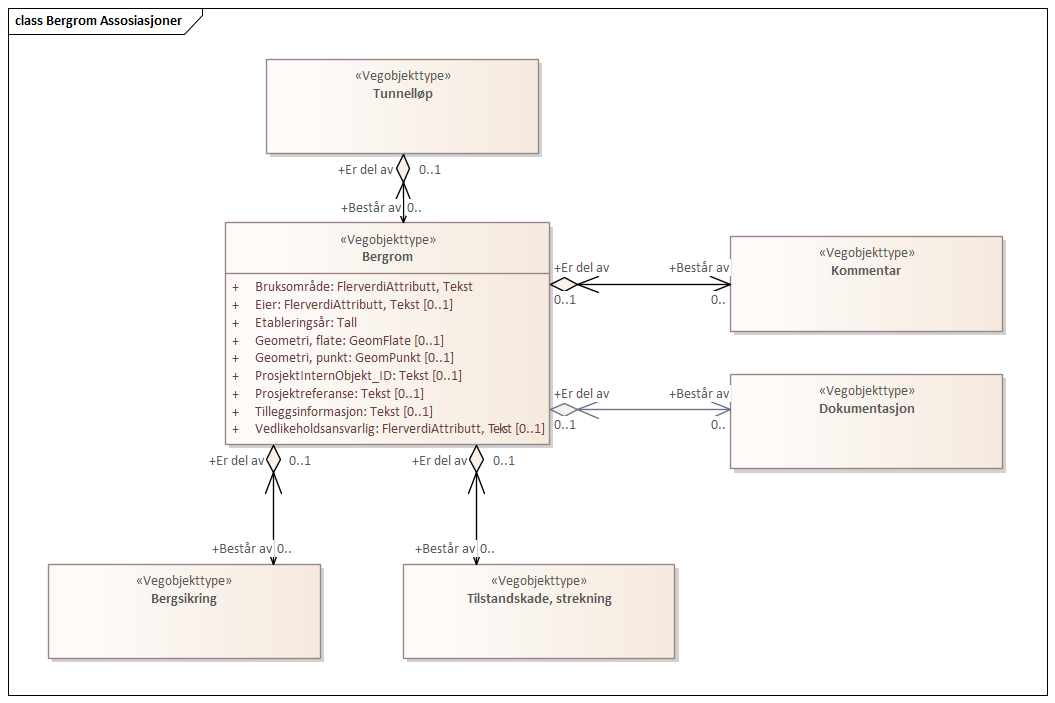 class Bergrom Assosiasjoner
«Vegobjekttype»
Tunnelløp
+Er del av 0..1
+Består av 0..
«Vegobjekttype»
Bergrom
+ Bruksområde: FlerverdiAttributt, Tekst
+ Eier: FlerverdiAttributt, Tekst [0..1]
+ Etableringsår: Tall
+ Geometri, flate: GeomFlate [0..1]
+ Geometri, punkt: GeomPunkt [0..1]
+ ProsjektInternObjekt_ID: Tekst [0..1]
+ Prosjektreferanse: Tekst [0..1]
+ Tilleggsinformasjon: Tekst [0..1]
+ Vedlikeholdsansvarlig: FlerverdiAttributt, Tekst [0..1]
+Er del av +Består av
0..1 0..
«Vegobjekttype»
Kommentar
+Er del av +Består av
0..1 0..
«Vegobjekttype»
Dokumentasjon
+Er del av 0..1
+Består av 0..
«Vegobjekttype»
Bergsikring
+Er del av 0..1
+Består av 0..
«Vegobjekttype»
Tilstandskade, strekning